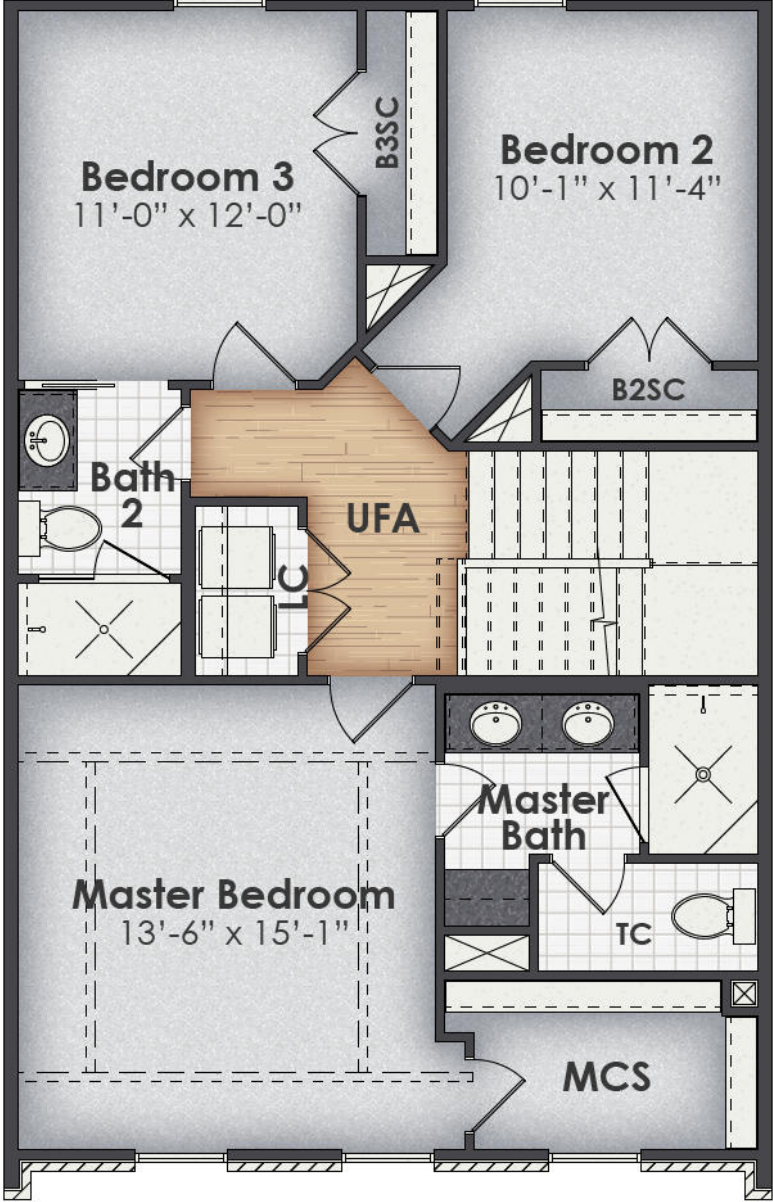 Bedroom 3
11’-0” x 12’-0”
B3SC
Bedroom 2
10’-1” x 11’-4”
B2SC
Bath
2
UFA
LC
Master
Bath
Master Bedroom
13’-6” x 15’-1”
TC
MCS